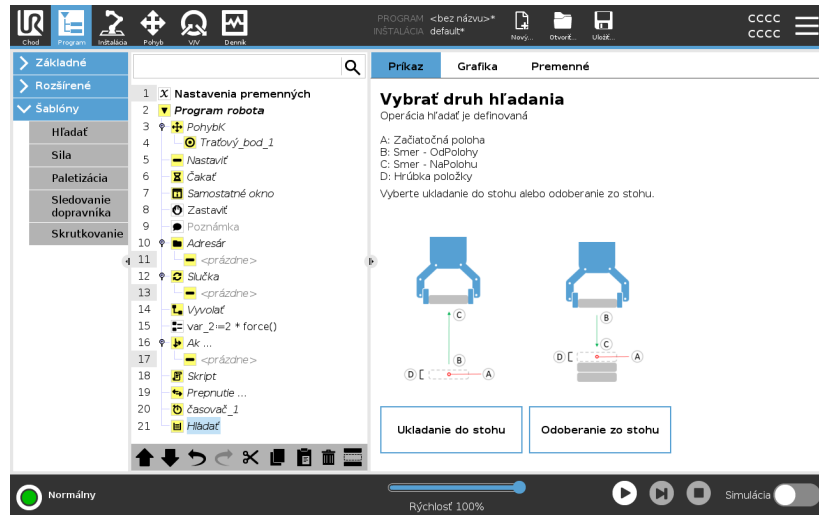 Chod
Program
Inštalácia
Pohyb
V/V
Denník
PROGRAM <bez názvu>*
INŠTALÁCIA default*
Nový...
Otvoriť...
Uložiť...
CCCC
CCCC
Základné
Rozšírené
Šablóny
Hľadať
Sila
Paletizácia
Sledovanie
dopravníka
Skrutkovanie
1 X Nastavenia premenných
2 Program robota
3 PohybK
4 Traťový_bod_1
5 Nastaviť
6 Čakať
7 Samostatné okno
8 Zastaviť
9 Poznámka
10 Adresár
11 <prázdne>
12 Slučka
13 <prázdne>
14 Vyvolať
15 var_2:=2 * force()
16 Ak ...
17 <prázdne>
18 Skript
19 Prepnutie ...
20 časovač_1
21 Hľadať
Príkaz
Grafika
Premenné
Vybrať druh hľadania
Operácia hľadať je definovaná
A: Začiatočná poloha
B: Smer - OdPolohy
C: Smer - NaPolohu
D: Hrúbka položky
Vyberte ukladanie do stohu alebo odoberanie zo stohu.
C
B
D
A
B
C
D
A
Ukladanie do stohu
Odoberanie zo stohu
Normálny
Rýchlosť 100%
Simulácia